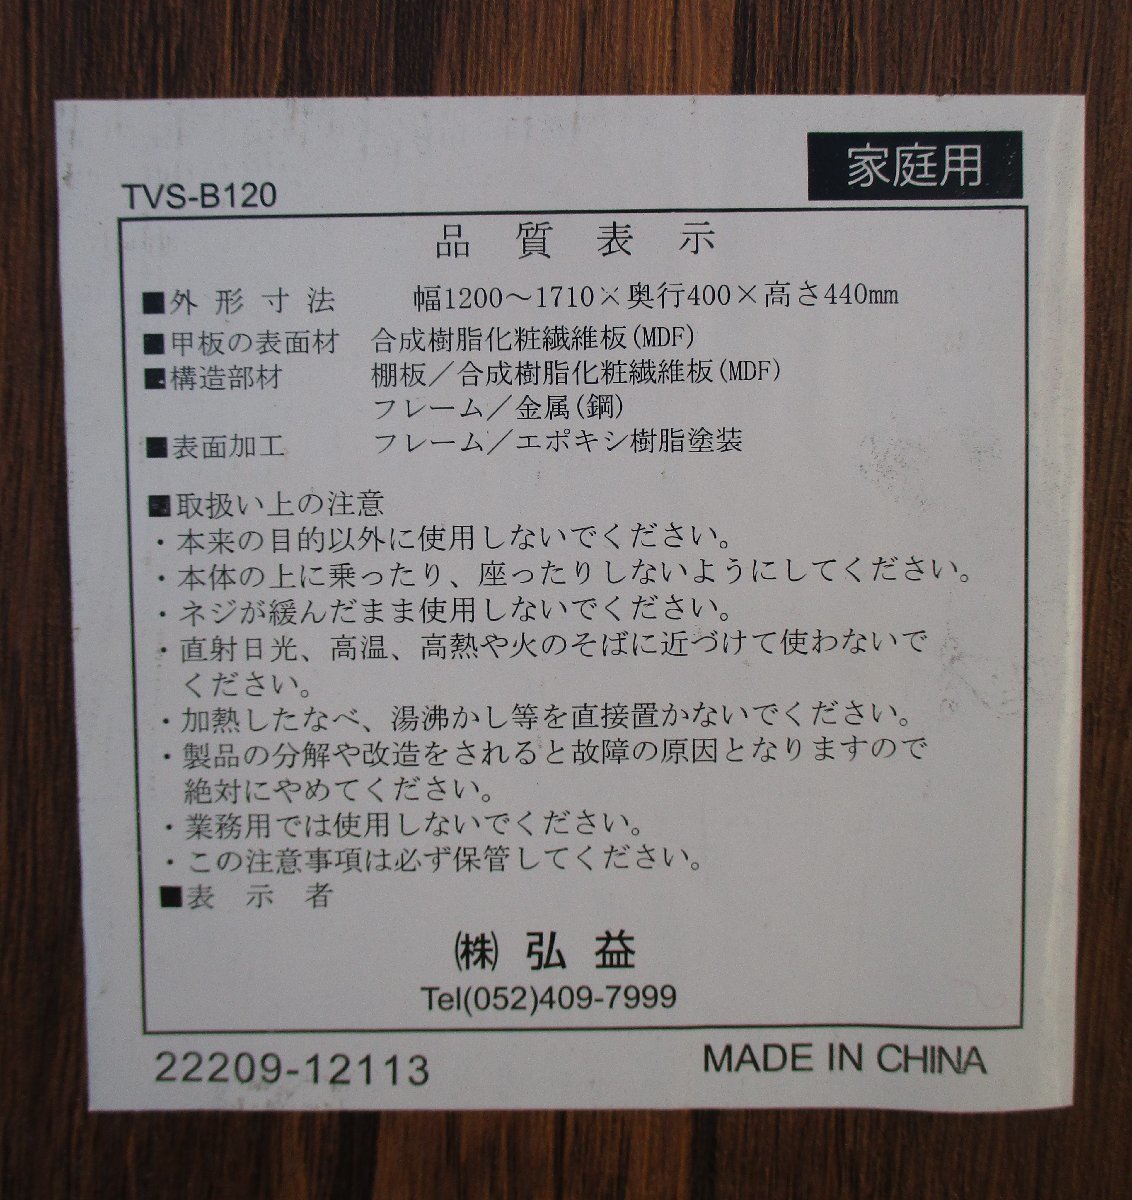 家庭用
TVS-B120
品質表示
■外形寸法 幅1200～1710×奥行400×高さ440mm
■甲板の表面材 合成樹脂化粧繊維板(MDF)
■構造部材 棚板／合成樹脂化粧繊維板(MDF)
フレーム／金属(鋼)
■表面加工 フレーム／エポキシ樹脂塗装
■取扱い上の注意
・本来の目的以外に使用しないでください。
・本体の上に乗ったり、座ったりしないようにしてください。
・ネジが緩んだまま使用しないでください。
・直射日光、高温、高熱や火のそばに近づけて使わないで
ください。
・加熱したなべ、湯沸かし等を直接置かないでください。
・製品の分解や改造をされると故障の原因となりますので
絶対にやめてください。
・業務用では使用しないでください。
・この注意事項は必ず保管してください。
■表示者
㈱弘益
Tel(052)409-7999
22209-12113 MADE IN CHINA